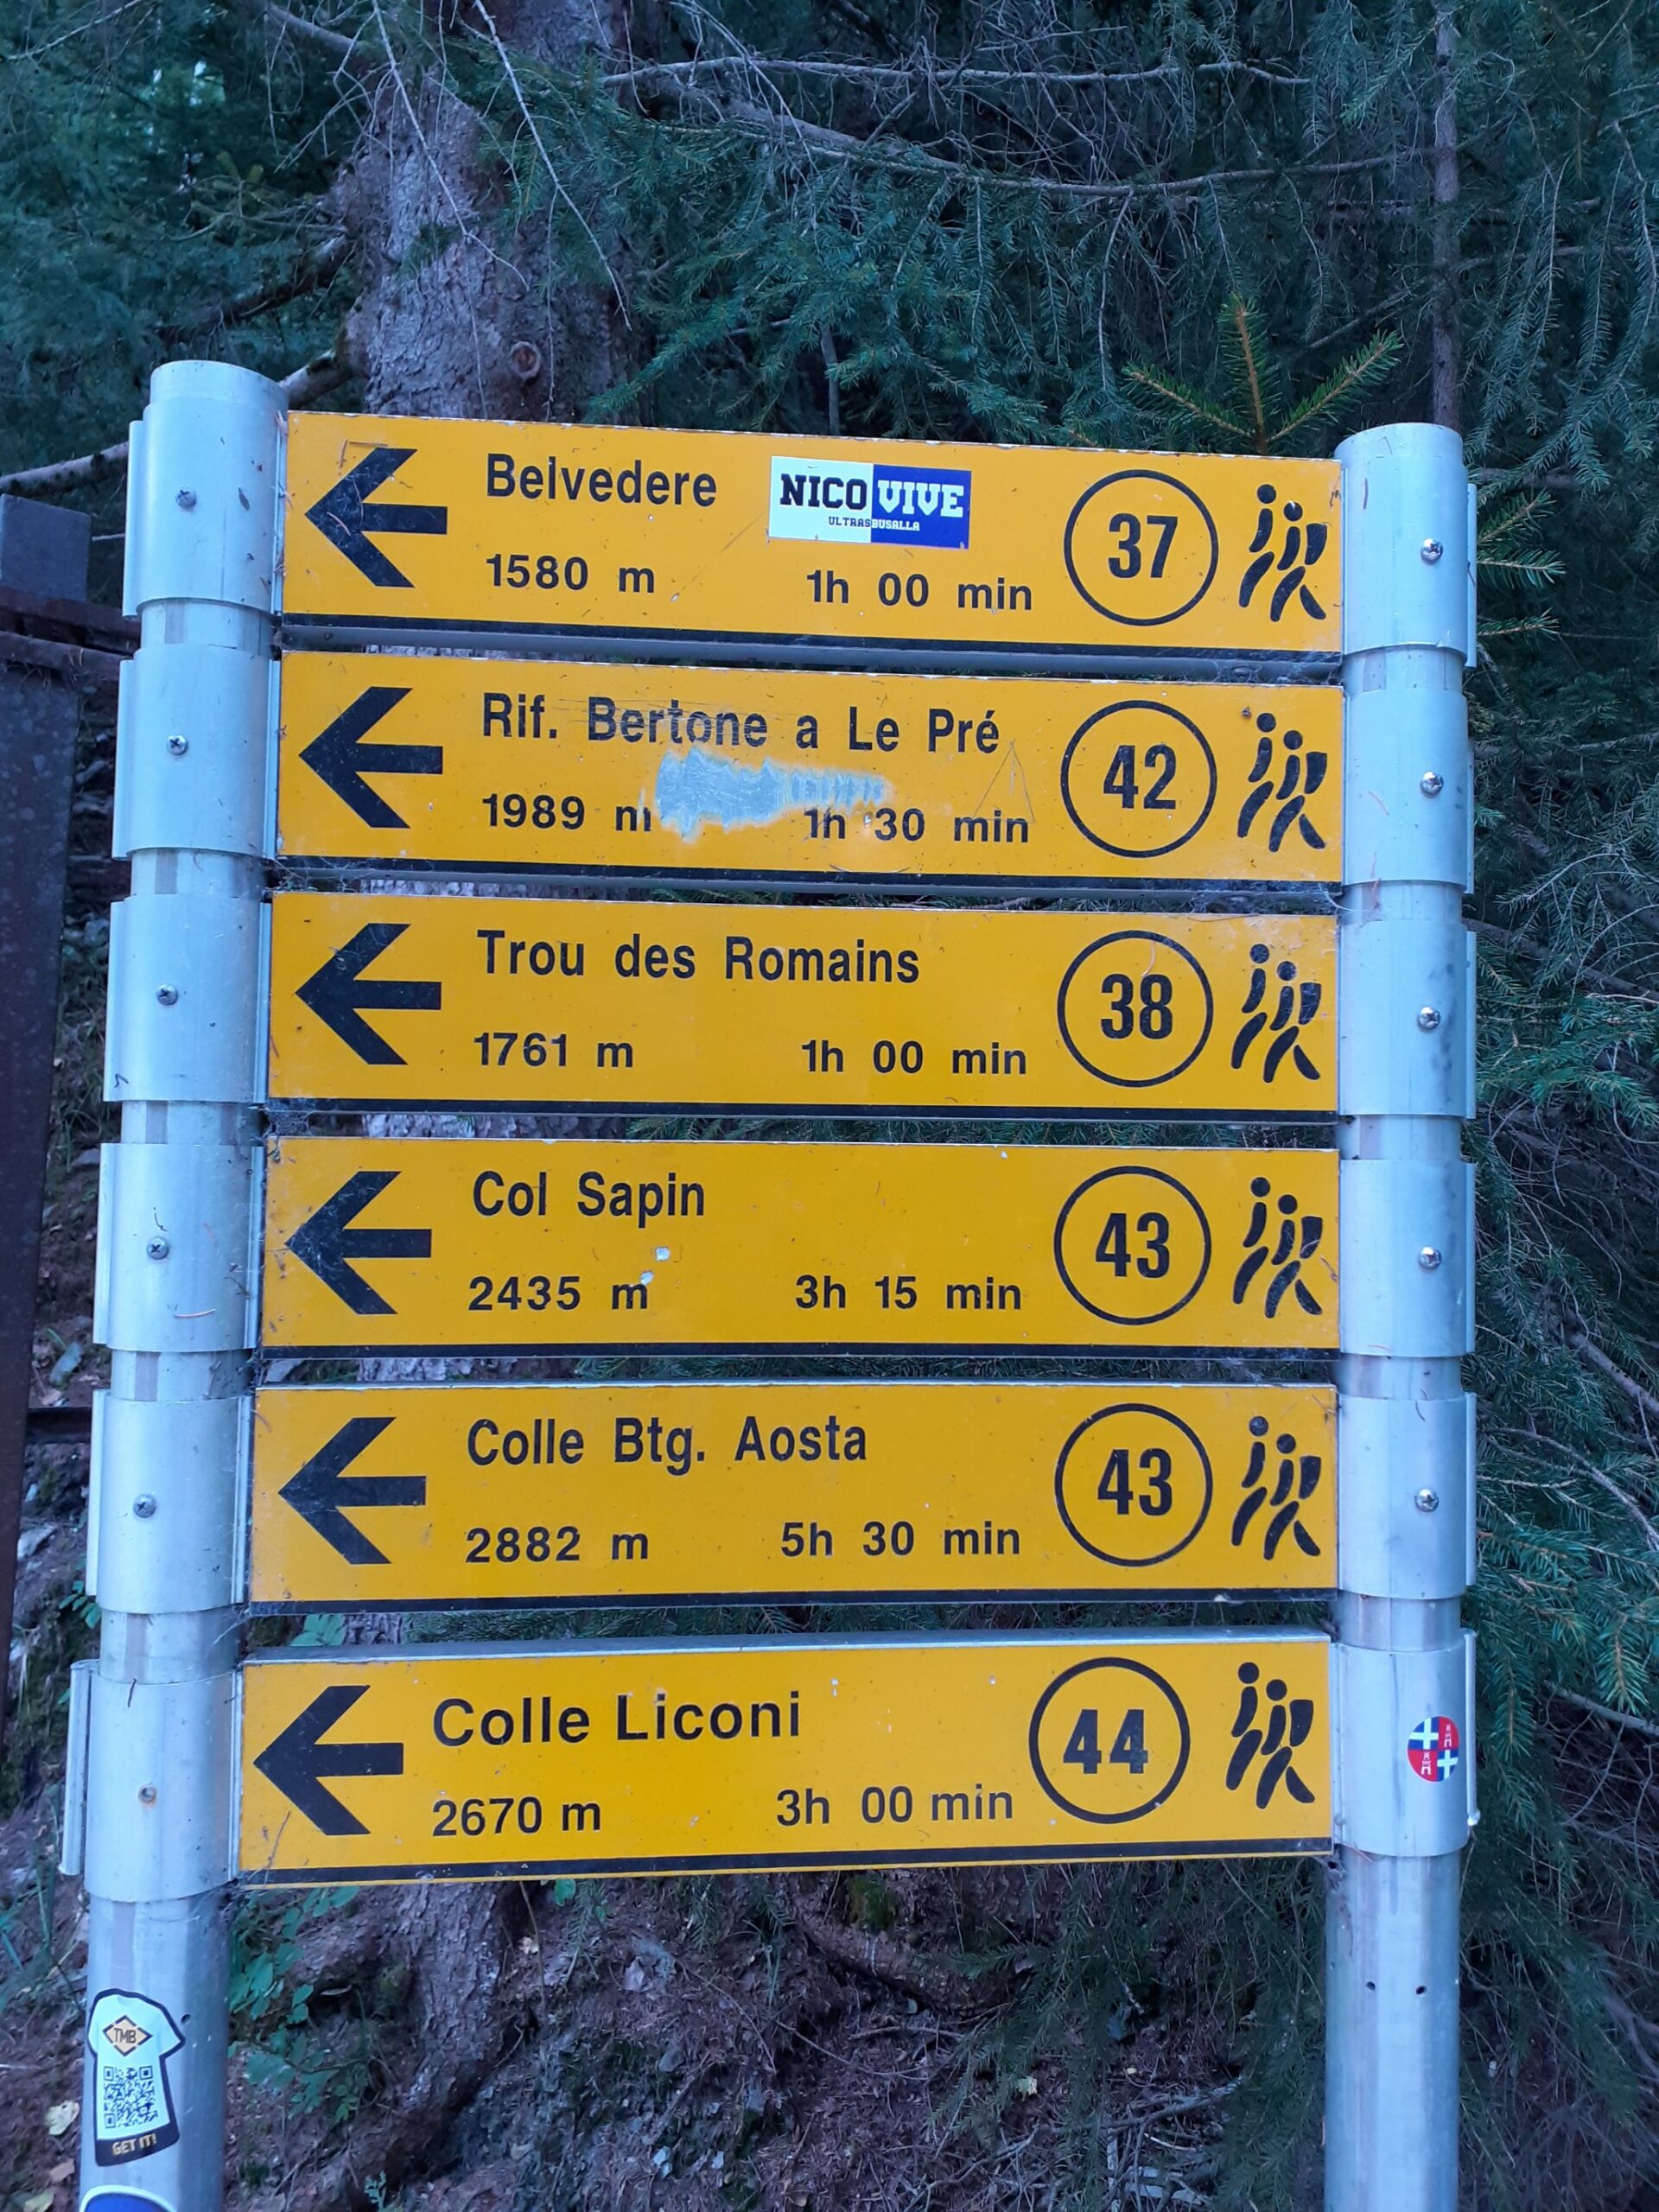 Belvedere
NICO VIVE
ULTRASBUSALLA
1580 m 1h 00 min
37
Rif. Bertone a Le Pré
1989 m 1h 30 min
42
Trou des Romains
1761 m 1h 00 min
38
Col Sapin
2435 m 3h 15 min
43
Colle Btg. Aosta
2882 m 5h 30 min
43
Colle Liconi
2670 m 3h 00 min
44
TMB
GET IT!